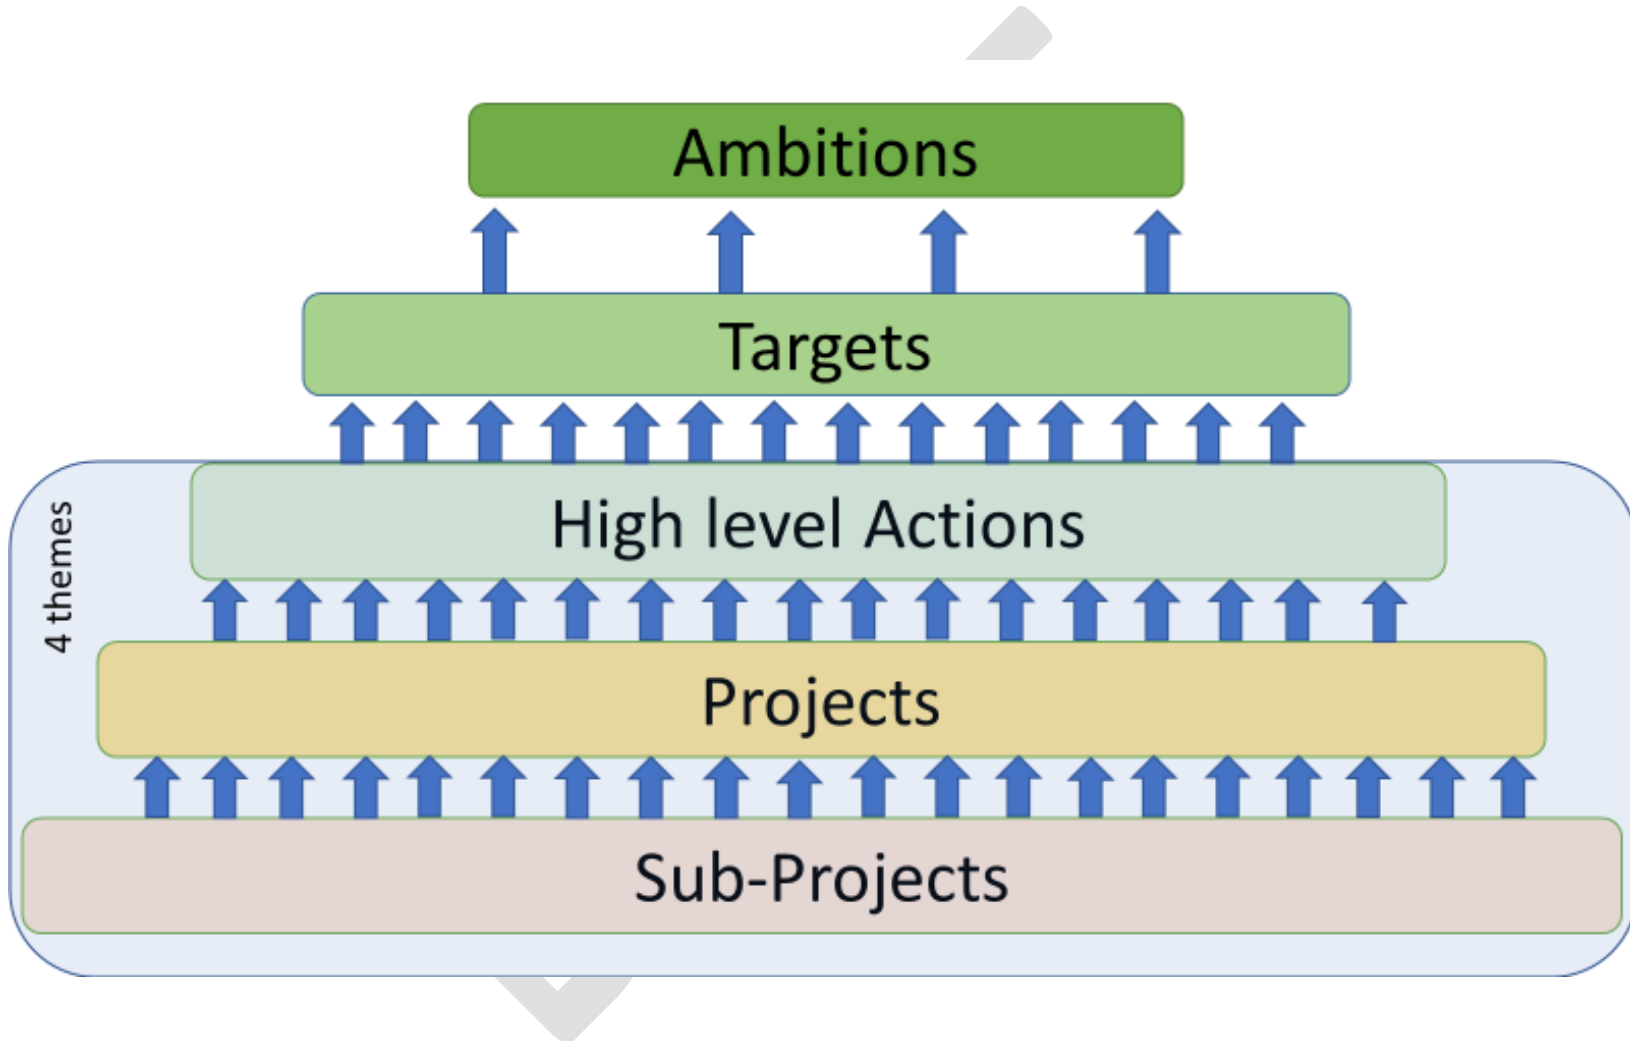 Ambitions
Targets
4 themes
High level Actions
Projects
Sub-Projects